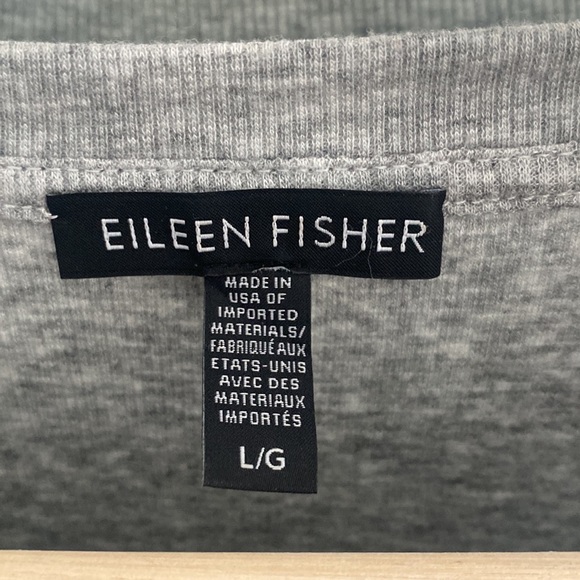 EILEEN FISHER
MADE IN
USA OF
IMPORTED
MATERIALS/
FABRIQUÉ AUX
ETATS-UNIS
AVEC DES
MATERIAUX
IMPORTÉS
L/G